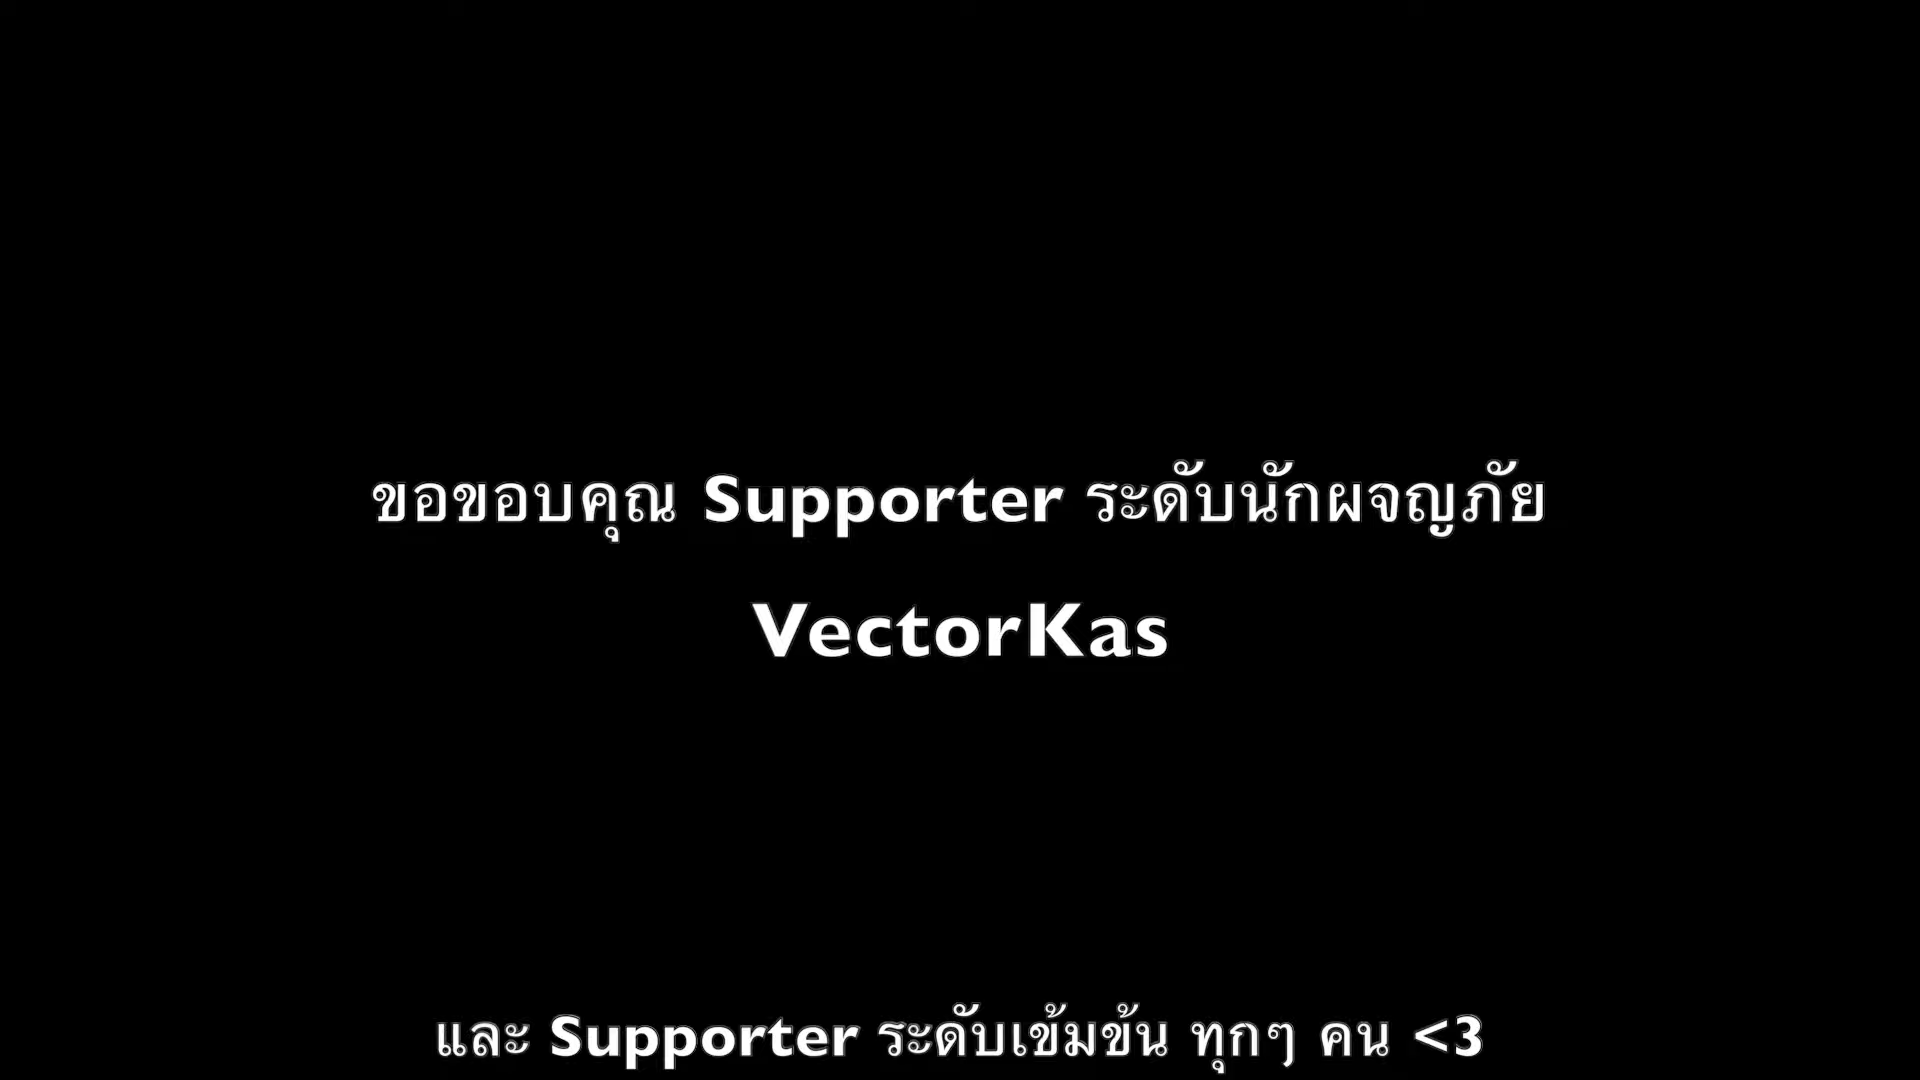 ขอขอบคุณ Supporter ระดับนักผจญภัย
VectorKas
และ Supporter ระดับเข้มข้น ทุกๆ คน <3